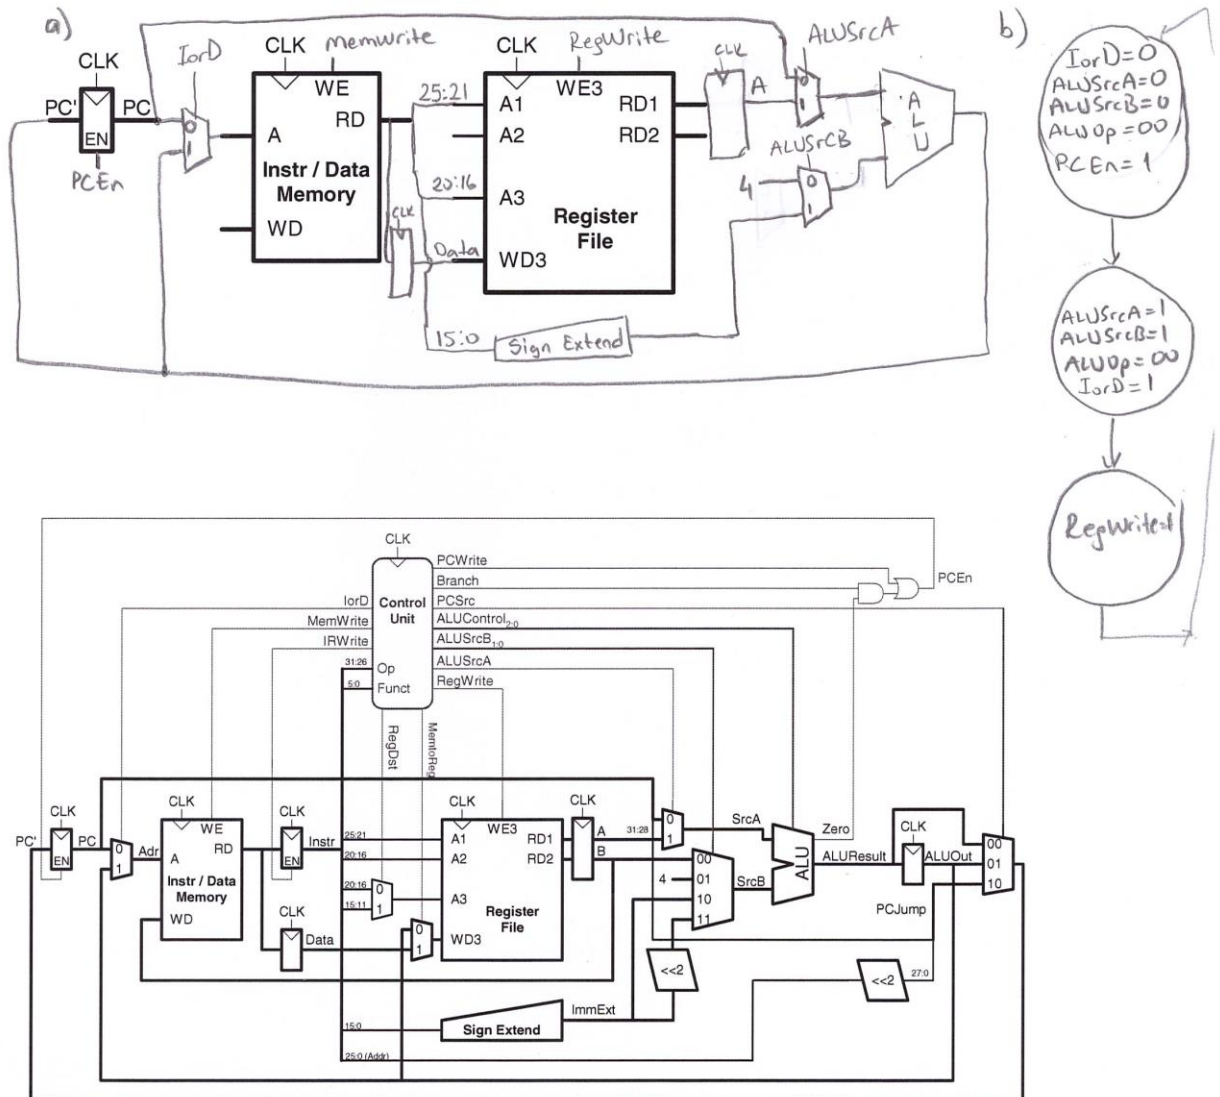 a)
CLK
PC'
PC
EN
PCEn
IorD
0
1
CLK
MemWrite
WE
A
RD
Instr / Data
Memory
WD
25:21
20:16
CLK
Data
CLK
RegWrite
WE3
A1
RD1
A2
RD2
A3
Register
File
WD3
15:0
Sign Extend
CLK
A
ALUSrcA
0
1
ALUSrcB
4
0
1
ALU
b)
IorD=0
ALUSrcA=0
ALUSrcB=0
ALUOp=00
PCEn=1
ALUSrcA=1
ALUSrcB=1
ALUOp=00
IorD=1
RegWrite=1
CLK
PCWrite
Branch
PCEn
IorD
Control
Unit
PCSrc
MemWrite
ALUControl2:0
IRWrite
ALUSrcB1:0
31:26
Op
ALUSrcA
5:0
Funct
RegWrite
RegDst
MemtoReg
CLK
PC'
PC
EN
0
1
Adr
CLK
WE
A
RD
Instr / Data
Memory
WD
CLK
EN
Instr
CLK
Data
25:21
20:16
20:16
15:11
0
1
0
1
CLK
WE3
A1
RD1
A2
RD2
A3
Register
File
WD3
CLK
A
B
31:28
0
1
SrcA
00
4
01
10
11
SrcB
ALU
Zero
ALUResult
CLK
ALUOut
00
01
10
PCJump
<<2
<<2
27:0
ImmExt
15:0
Sign Extend
25:0 (Addr)